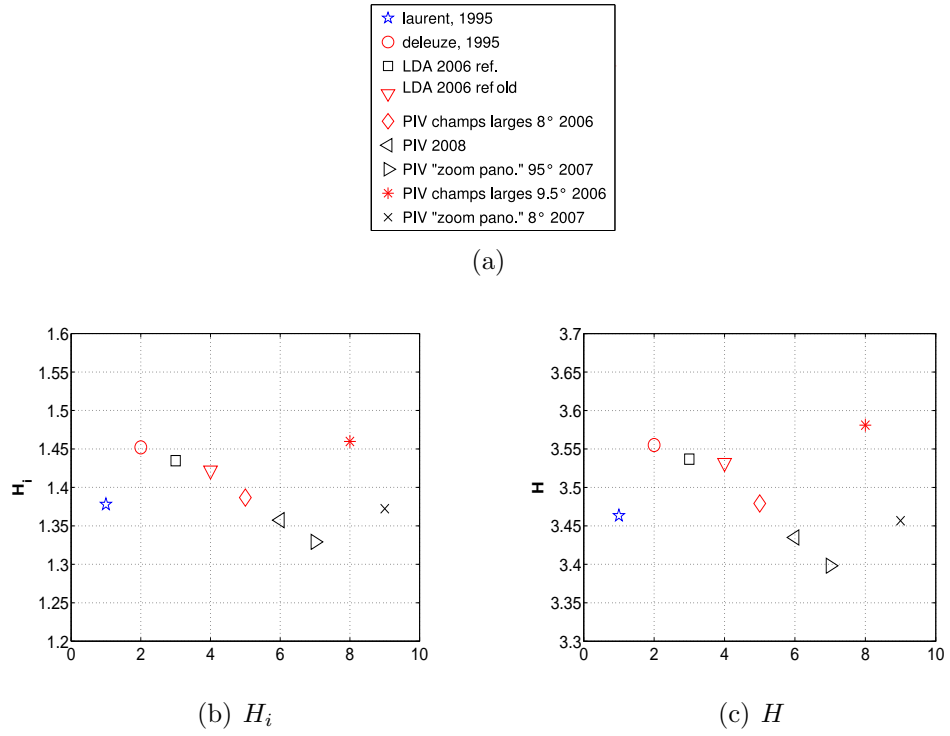 laurent, 1995
deleuze, 1995
LDA 2006 ref.
LDA 2006 ref old
PIV champs larges 8° 2006
PIV 2008
PIV "zoom pano." 95° 2007
PIV champs larges 9.5° 2006
PIV "zoom pano." 8° 2007
(a)
1.6
1.55
1.5
1.45
1.4
1.35
1.3
1.25
1.2
H_i
0 2 4 6 8 10
(b) H_i
3.7
3.65
3.6
3.55
3.5
3.45
3.4
3.35
3.3
H
0 2 4 6 8 10
(c) H